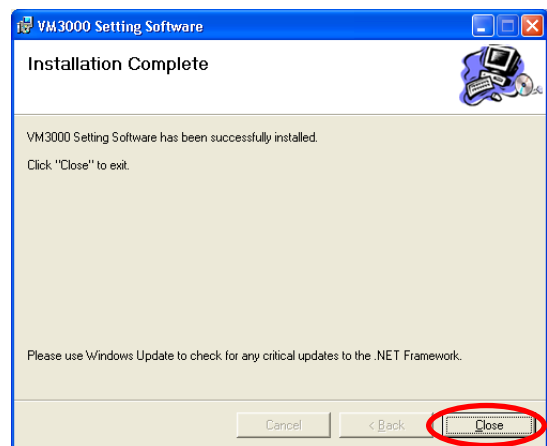 VM3000 Setting Software
Installation Complete
VM3000 Setting Software has been successfully installed.
Click "Close" to exit.
Please use Windows Update to check for any critical updates to the .NET Framework.
Cancel
< Back
Close